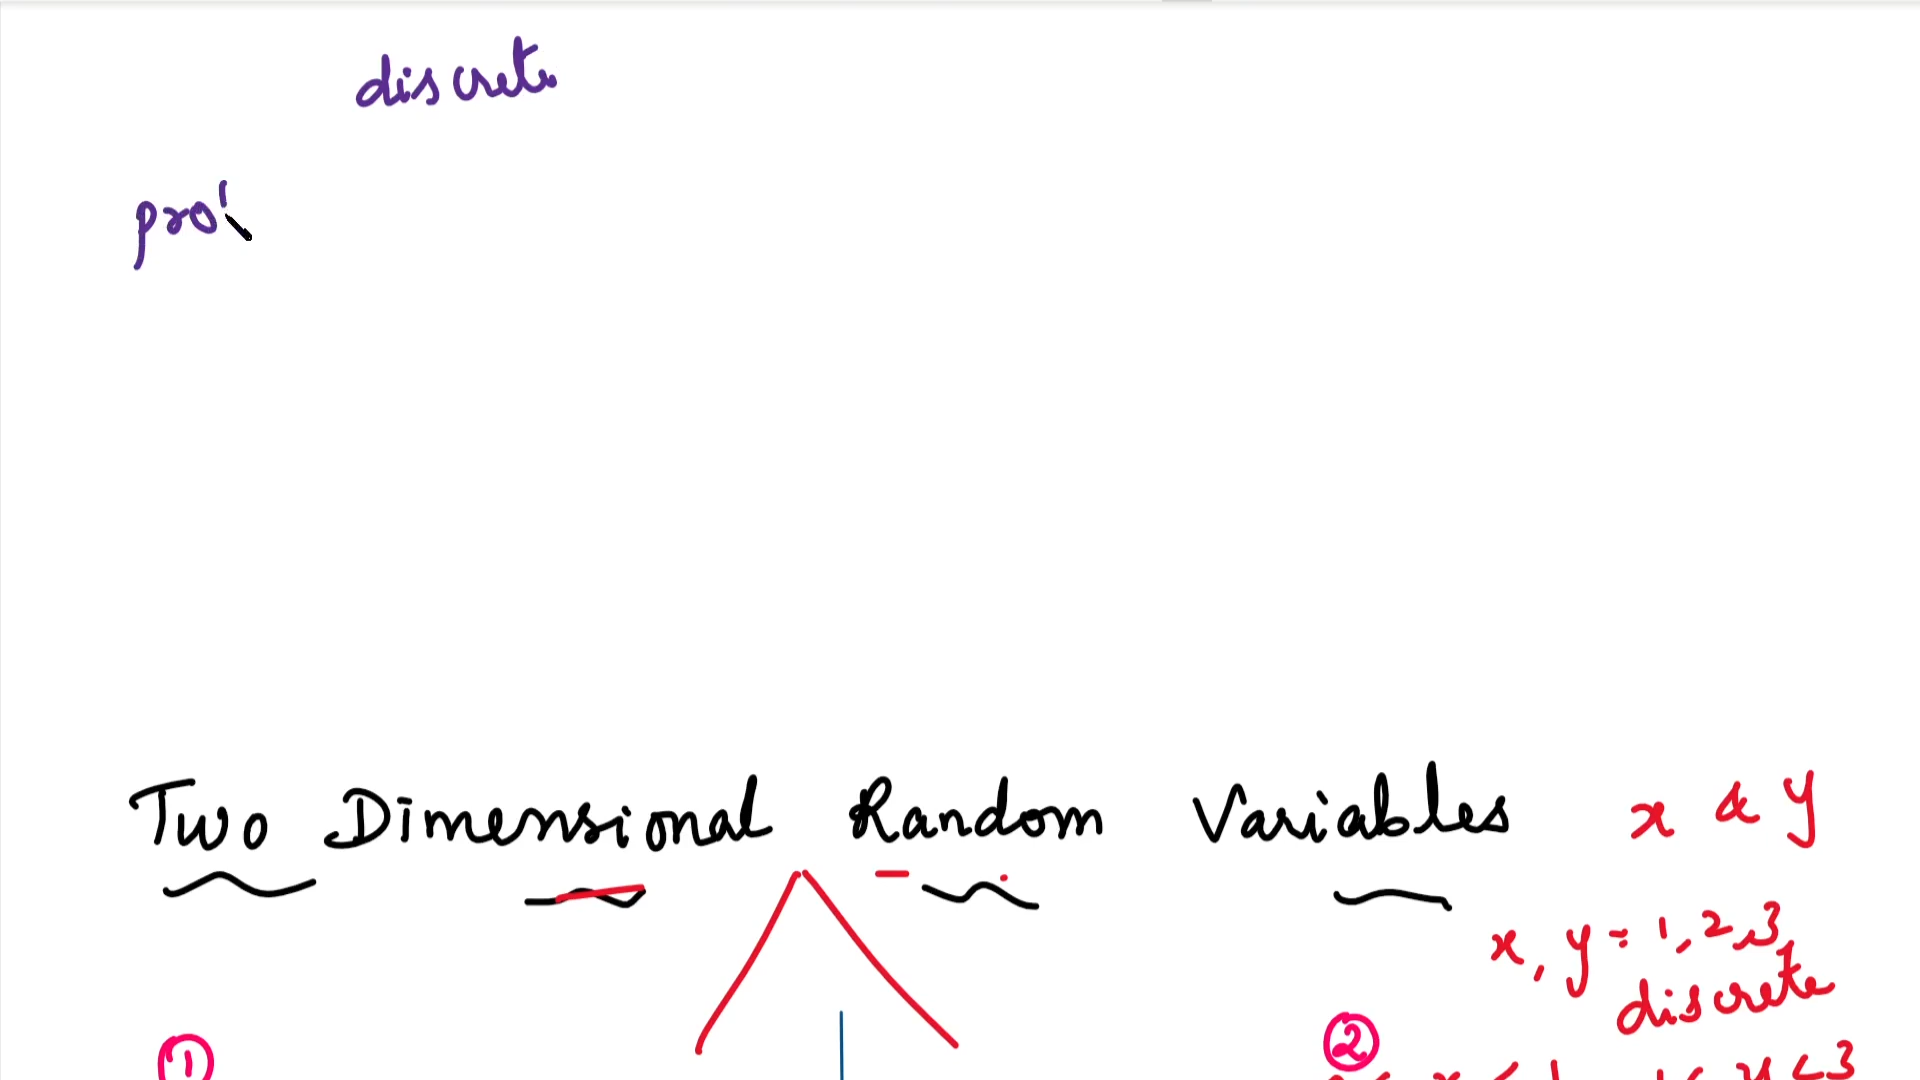 discrete
pro
Two Dimensional Random Variables x & y
x, y = 1, 2, 3
discrete
① ②